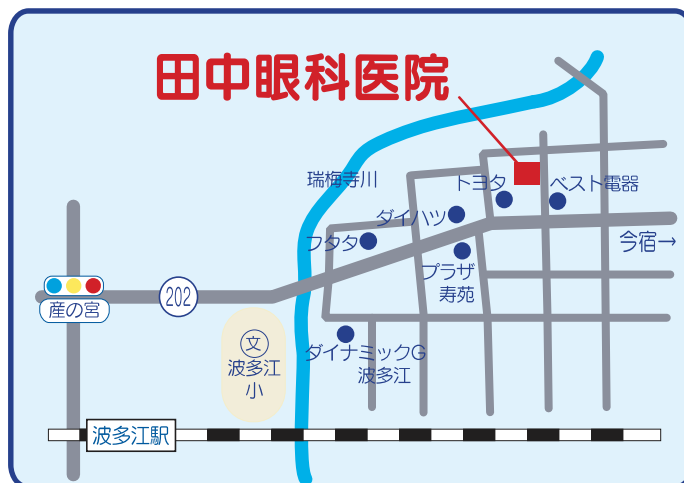 田中眼科医院
瑞梅寺川
トヨタ
ベスト電器
ダイハツ
フタタ
今宿→
プラザ
寿苑
202
産の宮
文
波多江
小
ダイナミックG
波多江
波多江駅